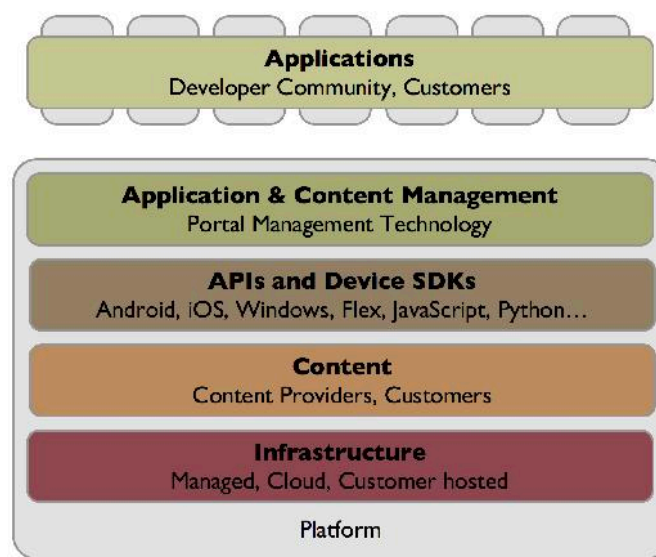 Applications
Developer Community, Customers
Application & Content Management
Portal Management Technology
APIs and Device SDKs
Android, iOS, Windows, Flex, JavaScript, Python...
Content
Content Providers, Customers
Infrastructure
Managed, Cloud, Customer hosted
Platform